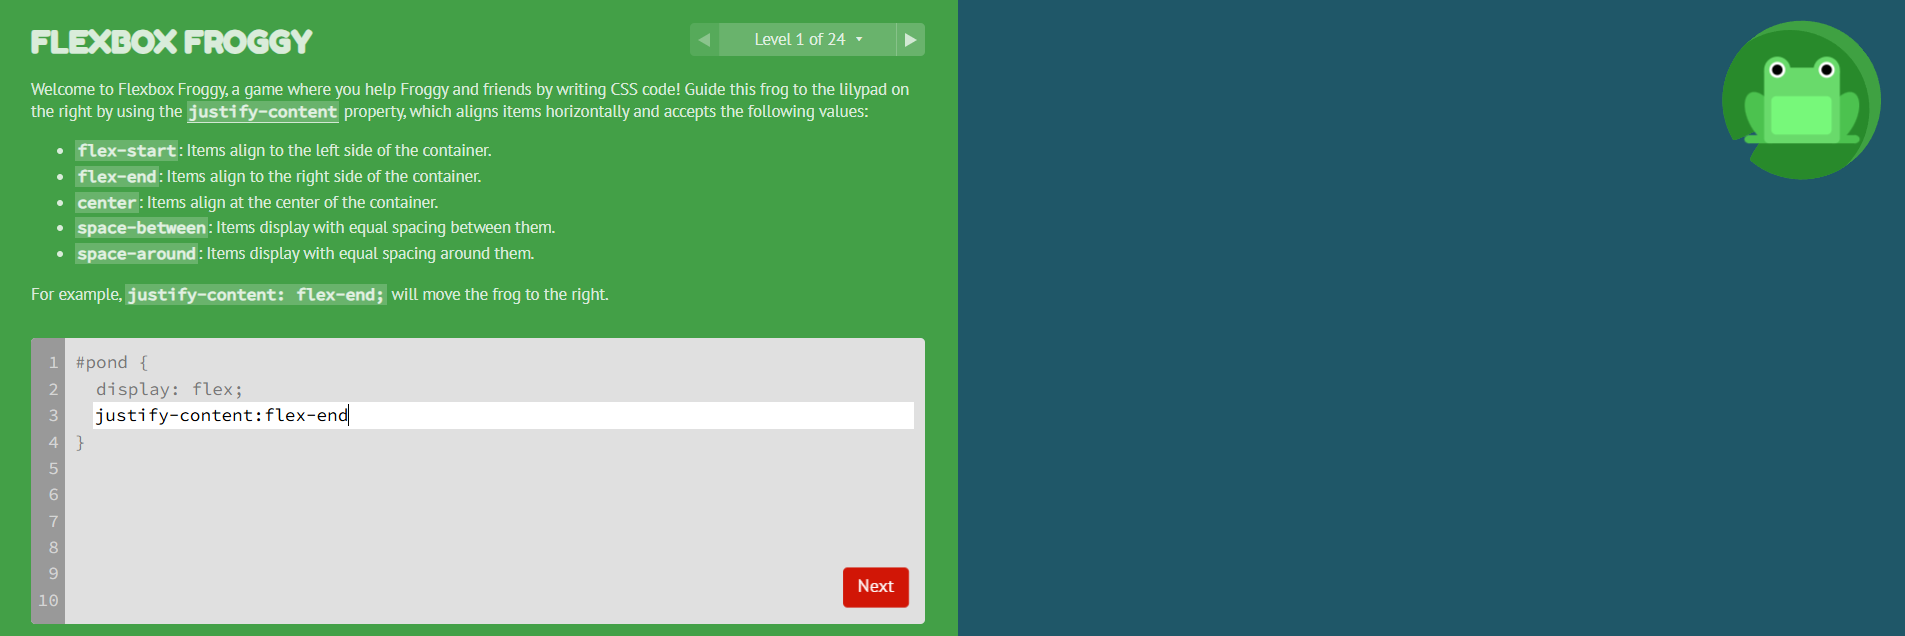 FLEXBOX FROGGY
Level 1 of 24
Welcome to Flexbox Froggy, a game where you help Froggy and friends by writing CSS code! Guide this frog to the lilypad on
the right by using the justify-content property, which aligns items horizontally and accepts the following values:
flex-start: Items align to the left side of the container.
flex-end: Items align to the right side of the container.
center: Items align at the center of the container.
space-between: Items display with equal spacing between them.
space-around: Items display with equal spacing around them.
For example, justify-content: flex-end; will move the frog to the right.
1 #pond {
2 display: flex;
3 justify-content:flex-end
4 }
5
6
7
8
9
10
Next